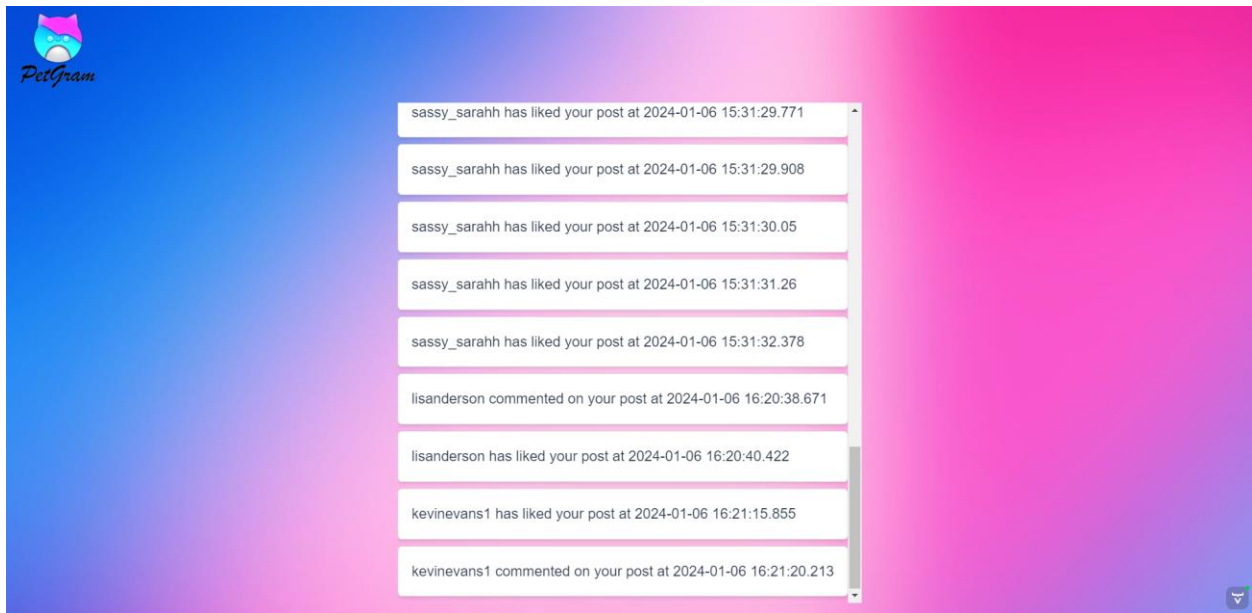 PetGram
sassy_sarahh has liked your post at 2024-01-06 15:31:29.771
sassy_sarahh has liked your post at 2024-01-06 15:31:29.908
sassy_sarahh has liked your post at 2024-01-06 15:31:30.05
sassy_sarahh has liked your post at 2024-01-06 15:31:31.26
sassy_sarahh has liked your post at 2024-01-06 15:31:32.378
lisanderson commented on your post at 2024-01-06 16:20:38.671
lisanderson has liked your post at 2024-01-06 16:20:40.422
kevinevans1 has liked your post at 2024-01-06 16:21:15.855
kevinevans1 commented on your post at 2024-01-06 16:21:20.213